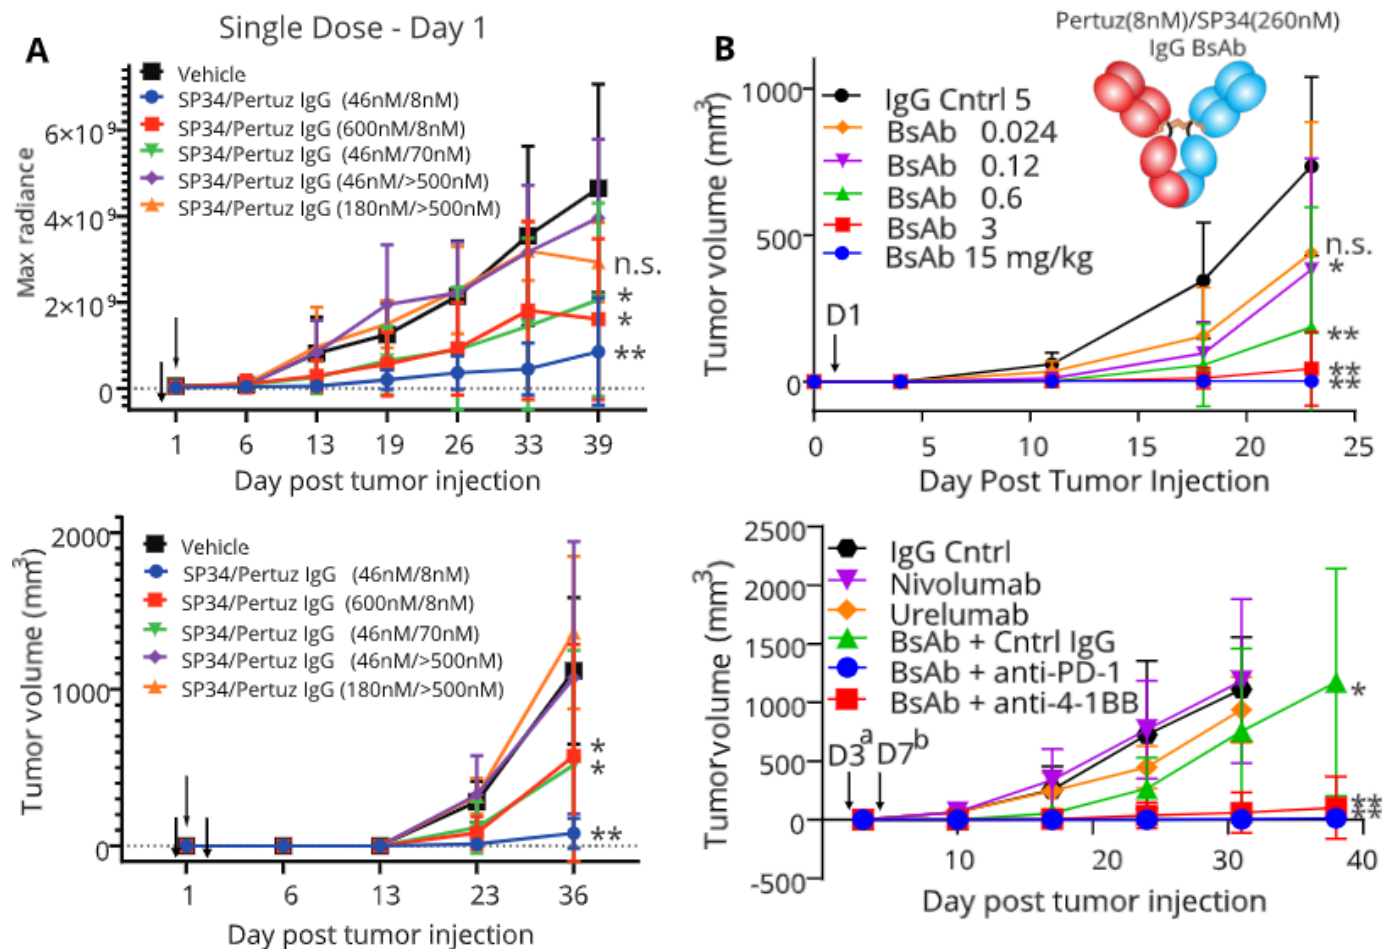 A
Single Dose - Day 1
Vehicle
SP34/Pertuz IgG (46nM/8nM)
SP34/Pertuz IgG (600nM/8nM)
SP34/Pertuz IgG (46nM/70nM)
SP34/Pertuz IgG (46nM/>500nM)
SP34/Pertuz IgG (180nM/>500nM)
Max radiance
6×10⁹
4×10⁹
2×10⁹
0
n.s.
*
*
**
1 6 13 19 26 33 39
Day post tumor injection
B
Pertuz(8nM)/SP34(260nM)
IgG BsAb
IgG Cntrl 5
BsAb 0.024
BsAb 0.12
BsAb 0.6
BsAb 3
BsAb 15 mg/kg
Tumor volume (mm³)
1000
500
0
D1
n.s.
*
**
**
**
0 5 10 15 20 25
Day Post Tumor Injection
Vehicle
SP34/Pertuz IgG (46nM/8nM)
SP34/Pertuz IgG (600nM/8nM)
SP34/Pertuz IgG (46nM/70nM)
SP34/Pertuz IgG (46nM/>500nM)
SP34/Pertuz IgG (180nM/>500nM)
Tumor volume (mm³)
2000
1000
0
*
*
**
1 6 13 23 36
Day post tumor injection
IgG Cntrl
Nivolumab
Urelumab
BsAb + Cntrl IgG
BsAb + anti-PD-1
BsAb + anti-4-1BB
Tumor volume (mm³)
2500
2000
1500
1000
500
0
-500
D3ᵃ D7ᵇ
*
**
**
10 20 30 40
Day post tumor injection